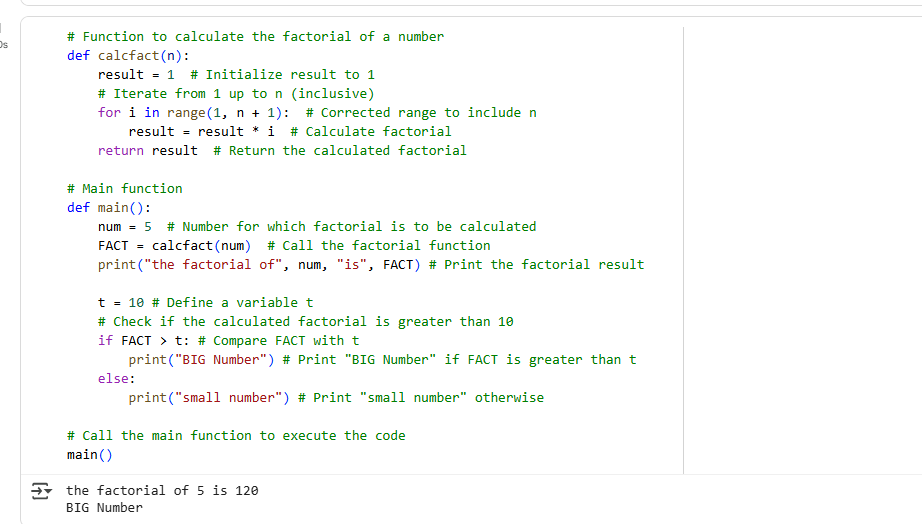 # Function to calculate the factorial of a number
def calcfact(n):
    result = 1  # Initialize result to 1
    # Iterate from 1 up to n (inclusive)
    for i in range(1, n + 1):  # Corrected range to include n
        result = result * i  # Calculate factorial
    return result  # Return the calculated factorial

# Main function
def main():
    num = 5  # Number for which factorial is to be calculated
    FACT = calcfact(num)  # Call the factorial function
    print("the factorial of", num, "is", FACT) # Print the factorial result

    t = 10 # Define a variable t
    # Check if the calculated factorial is greater than 10
    if FACT > t: # Compare FACT with t
        print("BIG Number") # Print "BIG Number" if FACT is greater than t
    else:
        print("small number") # Print "small number" otherwise

# Call the main function to execute the code
main()
the factorial of 5 is 120
BIG Number